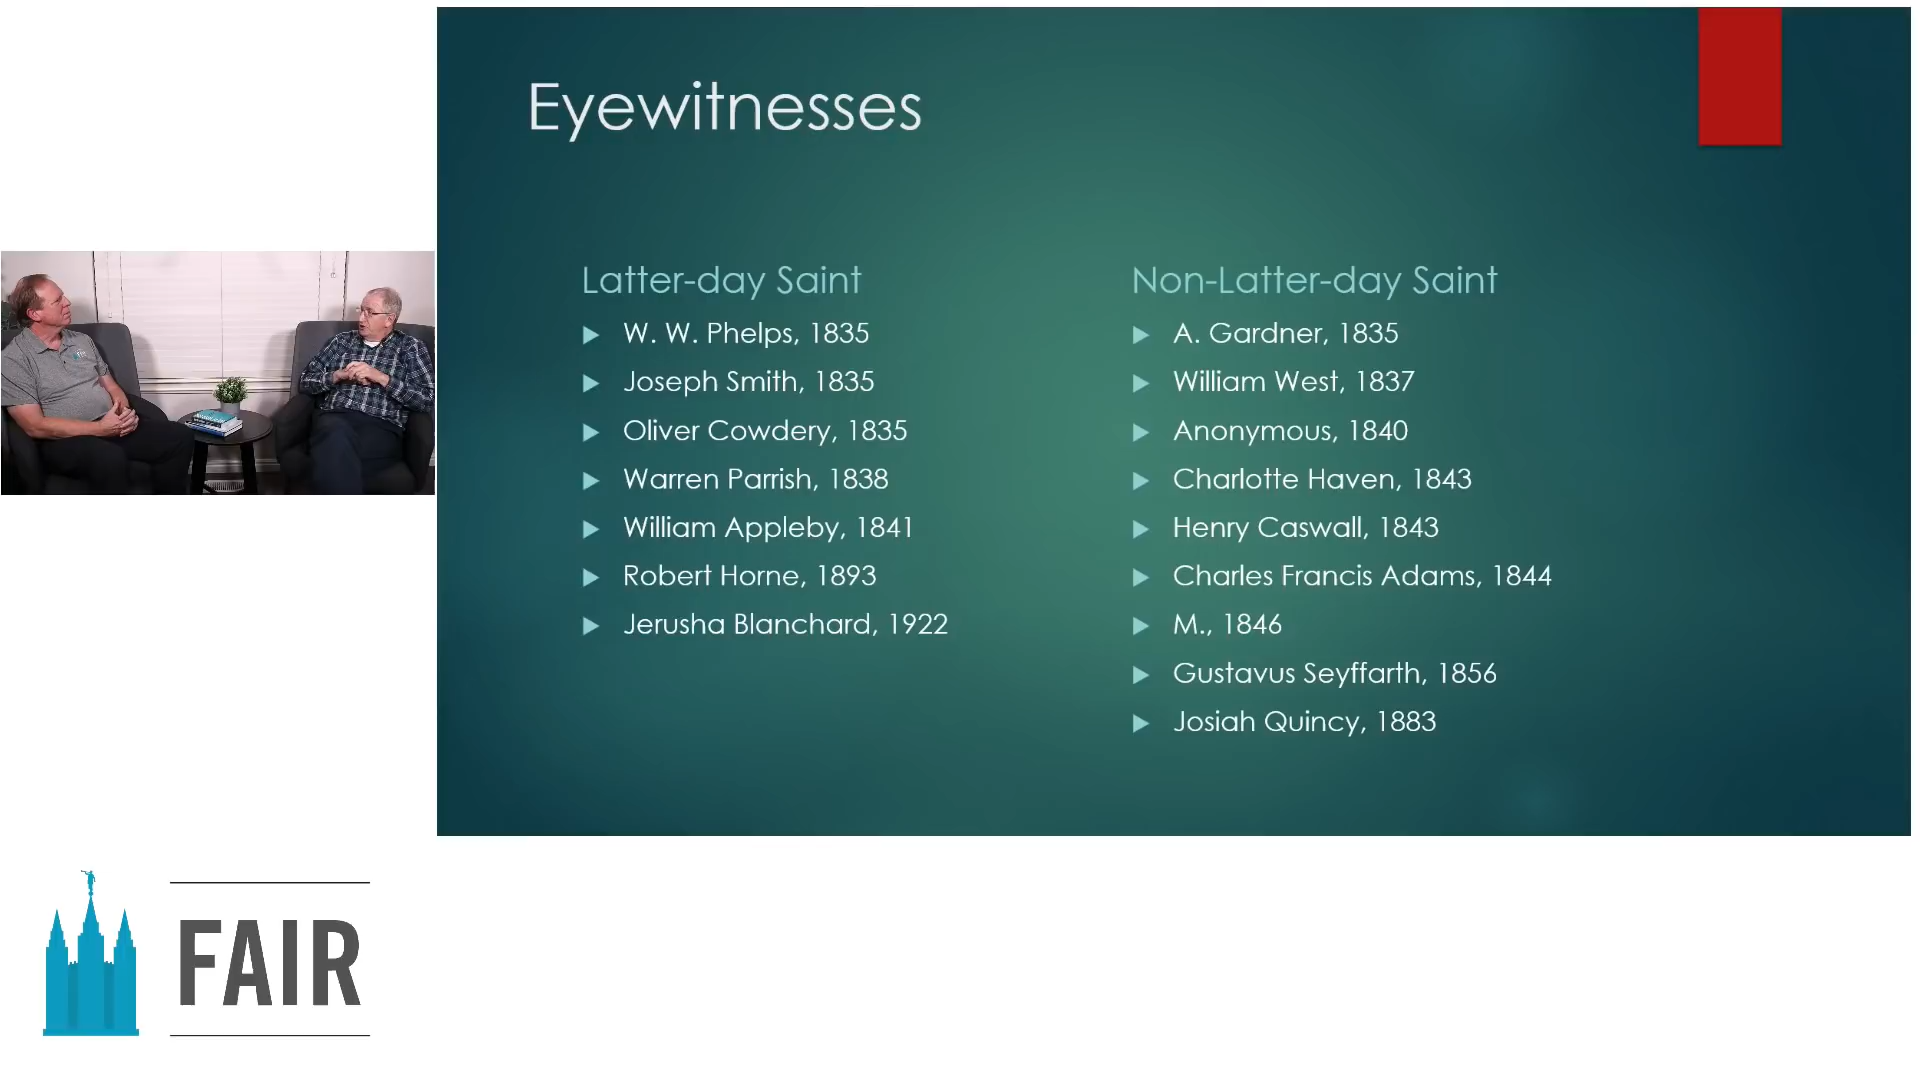 Eyewitnesses
Latter-day Saint
W. W. Phelps, 1835
Joseph Smith, 1835
Oliver Cowdery, 1835
Warren Parrish, 1838
William Appleby, 1841
Robert Horne, 1893
Jerusha Blanchard, 1922
Non-Latter-day Saint
A. Gardner, 1835
William West, 1837
Anonymous, 1840
Charlotte Haven, 1843
Henry Caswall, 1843
Charles Francis Adams, 1844
M., 1846
Gustavus Seyffarth, 1856
Josiah Quincy, 1883
FAIR